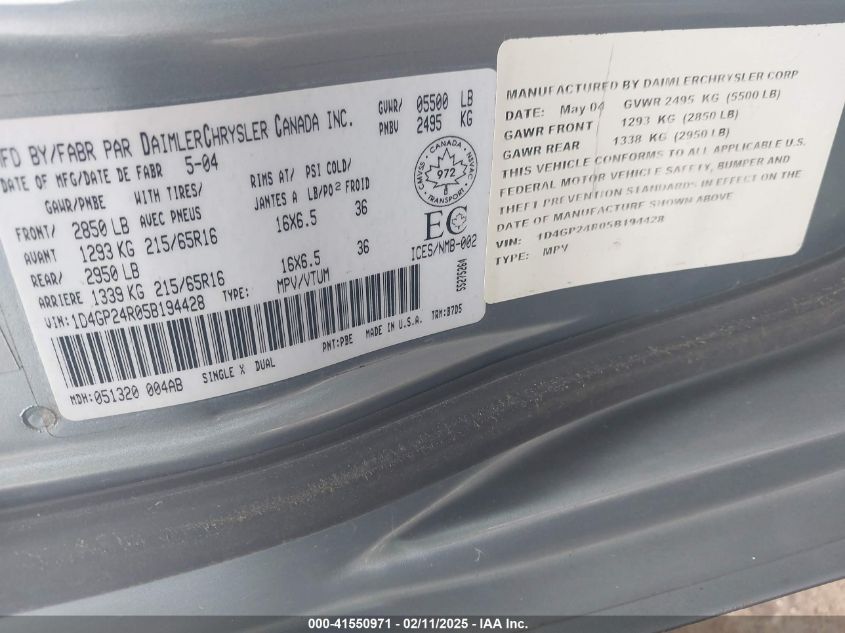 MFD BY/FABR PAR DAIMLERCHRYSLER CANADA INC.
GVWR/ 05500 LB
PNBV 2495 KG
DATE OF MFG/DATE DE FABR 5-04
GAWR/PNBE WITH TIRES/ RIMS AT/ PSI COLD/
AVEC PNEUS JANTES A LB/PO² FROID
FRONT/ 2850 LB
AVANT 1293 KG 215/65R16 16X6.5 36
REAR/ 2950 LB
ARRIERE 1339 KG 215/65R16 16X6.5 36
VIN: 1D4GP24R05B194428 TYPE: MPV/VTUM
PNT: PBE MADE IN U.S.A. TRM: B7D5
MDH: 051320 004AB SINGLE X DUAL
CANADA
CMVSS NSVAC
972
TRANSPORT
EC
ICES/NMB-002
55275264
MANUFACTURED BY DAIMLERCHRYSLER CORP
DATE: May 04 GVWR 2495 KG (5500 LB)
GAWR FRONT 1293 KG (2850 LB)
GAWR REAR 1338 KG (2950 LB)
THIS VEHICLE CONFORMS TO ALL APPLICABLE U.S.
FEDERAL MOTOR VEHICLE SAFETY, BUMPER AND
THEFT PREVENTION STANDARDS IN EFFECT ON THE
DATE OF MANUFACTURE SHOWN ABOVE
VIN: 1D4GP24R05B194428
TYPE: MPV
000-41550971 - 02/11/2025 - IAA Inc.